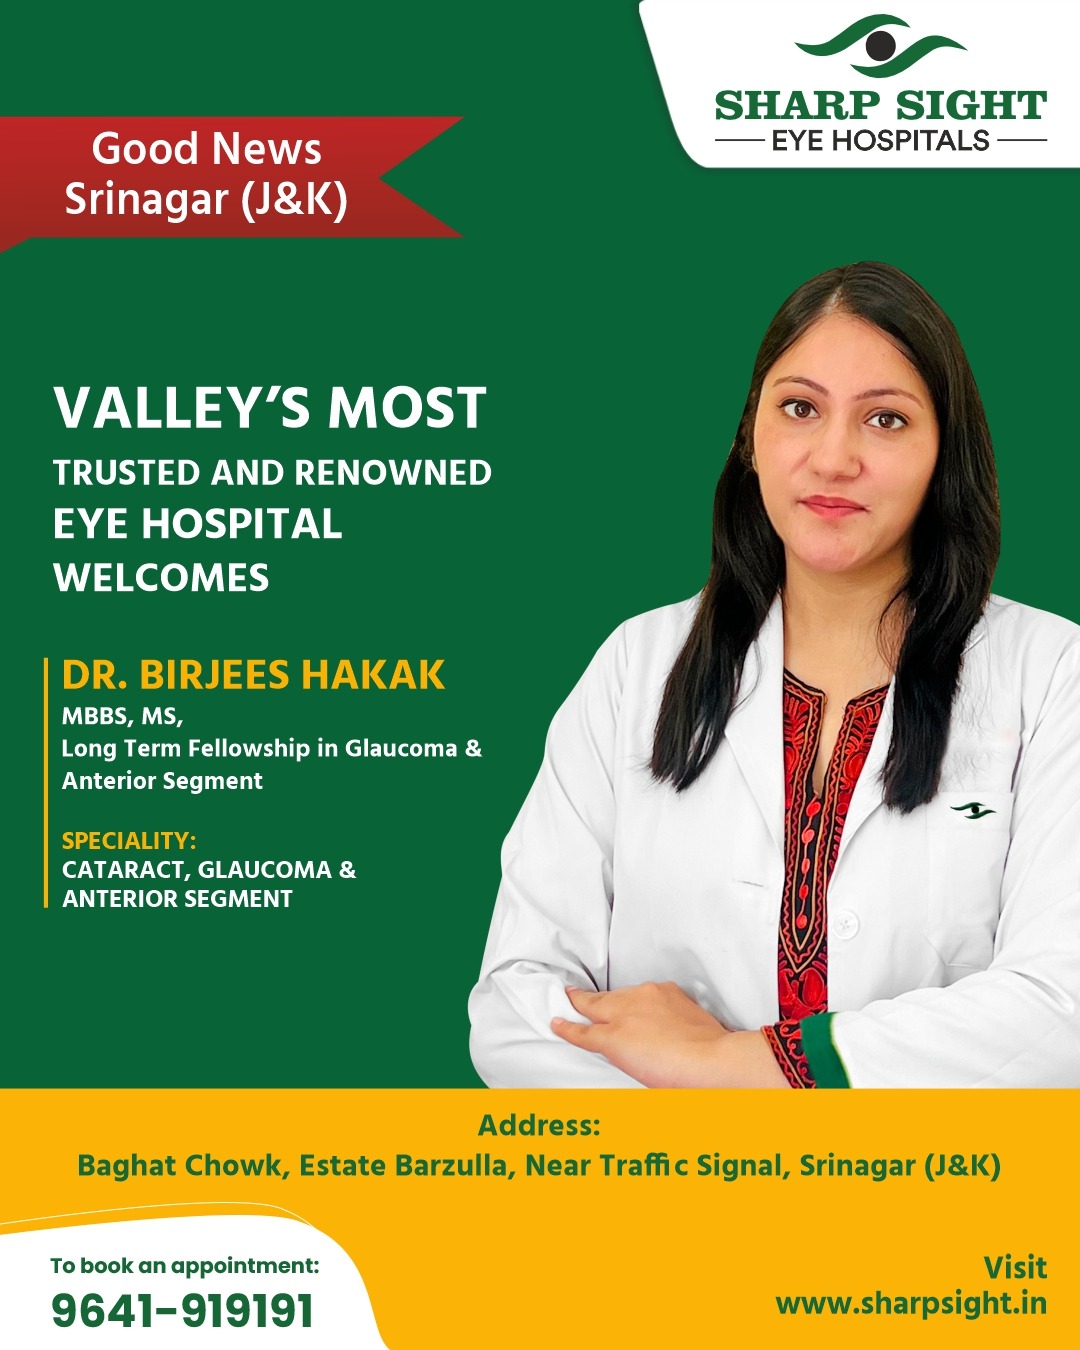 SHARP SIGHT
EYE HOSPITALS
Good News
Srinagar (J&K)
VALLEY'S MOST
TRUSTED AND RENOWNED
EYE HOSPITAL
WELCOMES
DR. BIRJEES HAKAK
MBBS, MS,
Long Term Fellowship in Glaucoma &
Anterior Segment
SPECIALITY:
CATARACT, GLAUCOMA &
ANTERIOR SEGMENT
Address:
Baghat Chowk, Estate Barzulla, Near Traffic Signal, Srinagar (J&K)
To book an appointment:
9641-919191
Visit
www.sharpsight.in